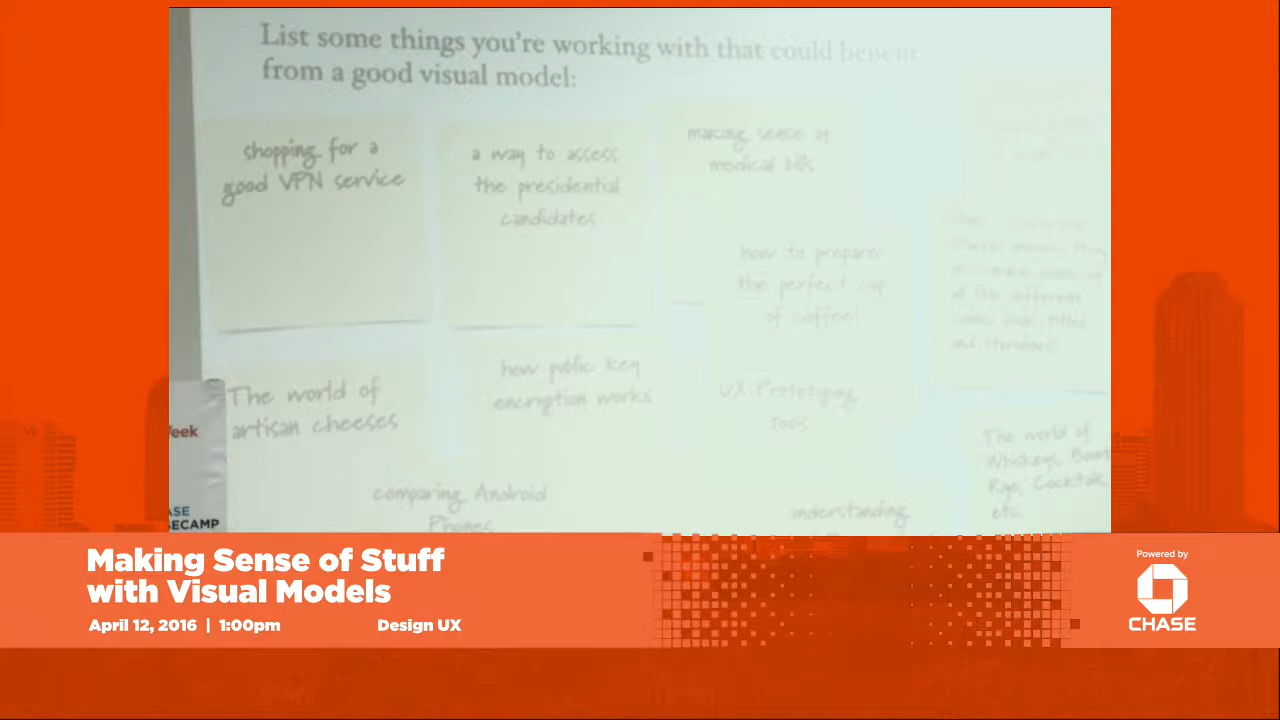 List some things you're working with that could benefit
from a good visual model:
shopping for a
good VPN service
a way to assess
the presidential
candidates
making sense of
medical bills
how to prepare
the perfect cup
of coffee!
of the different
The world of
artisan cheeses
how public key
encryption works
UX Prototyping
tools
The world of
Whiskeys,
Rye, Cocktails,
etc.
comparing Android
Phones
understanding
Week
ASE
SECAMP
Making Sense of Stuff
with Visual Models
April 12, 2016 | 1:00pm
Design UX
Powered by
CHASE